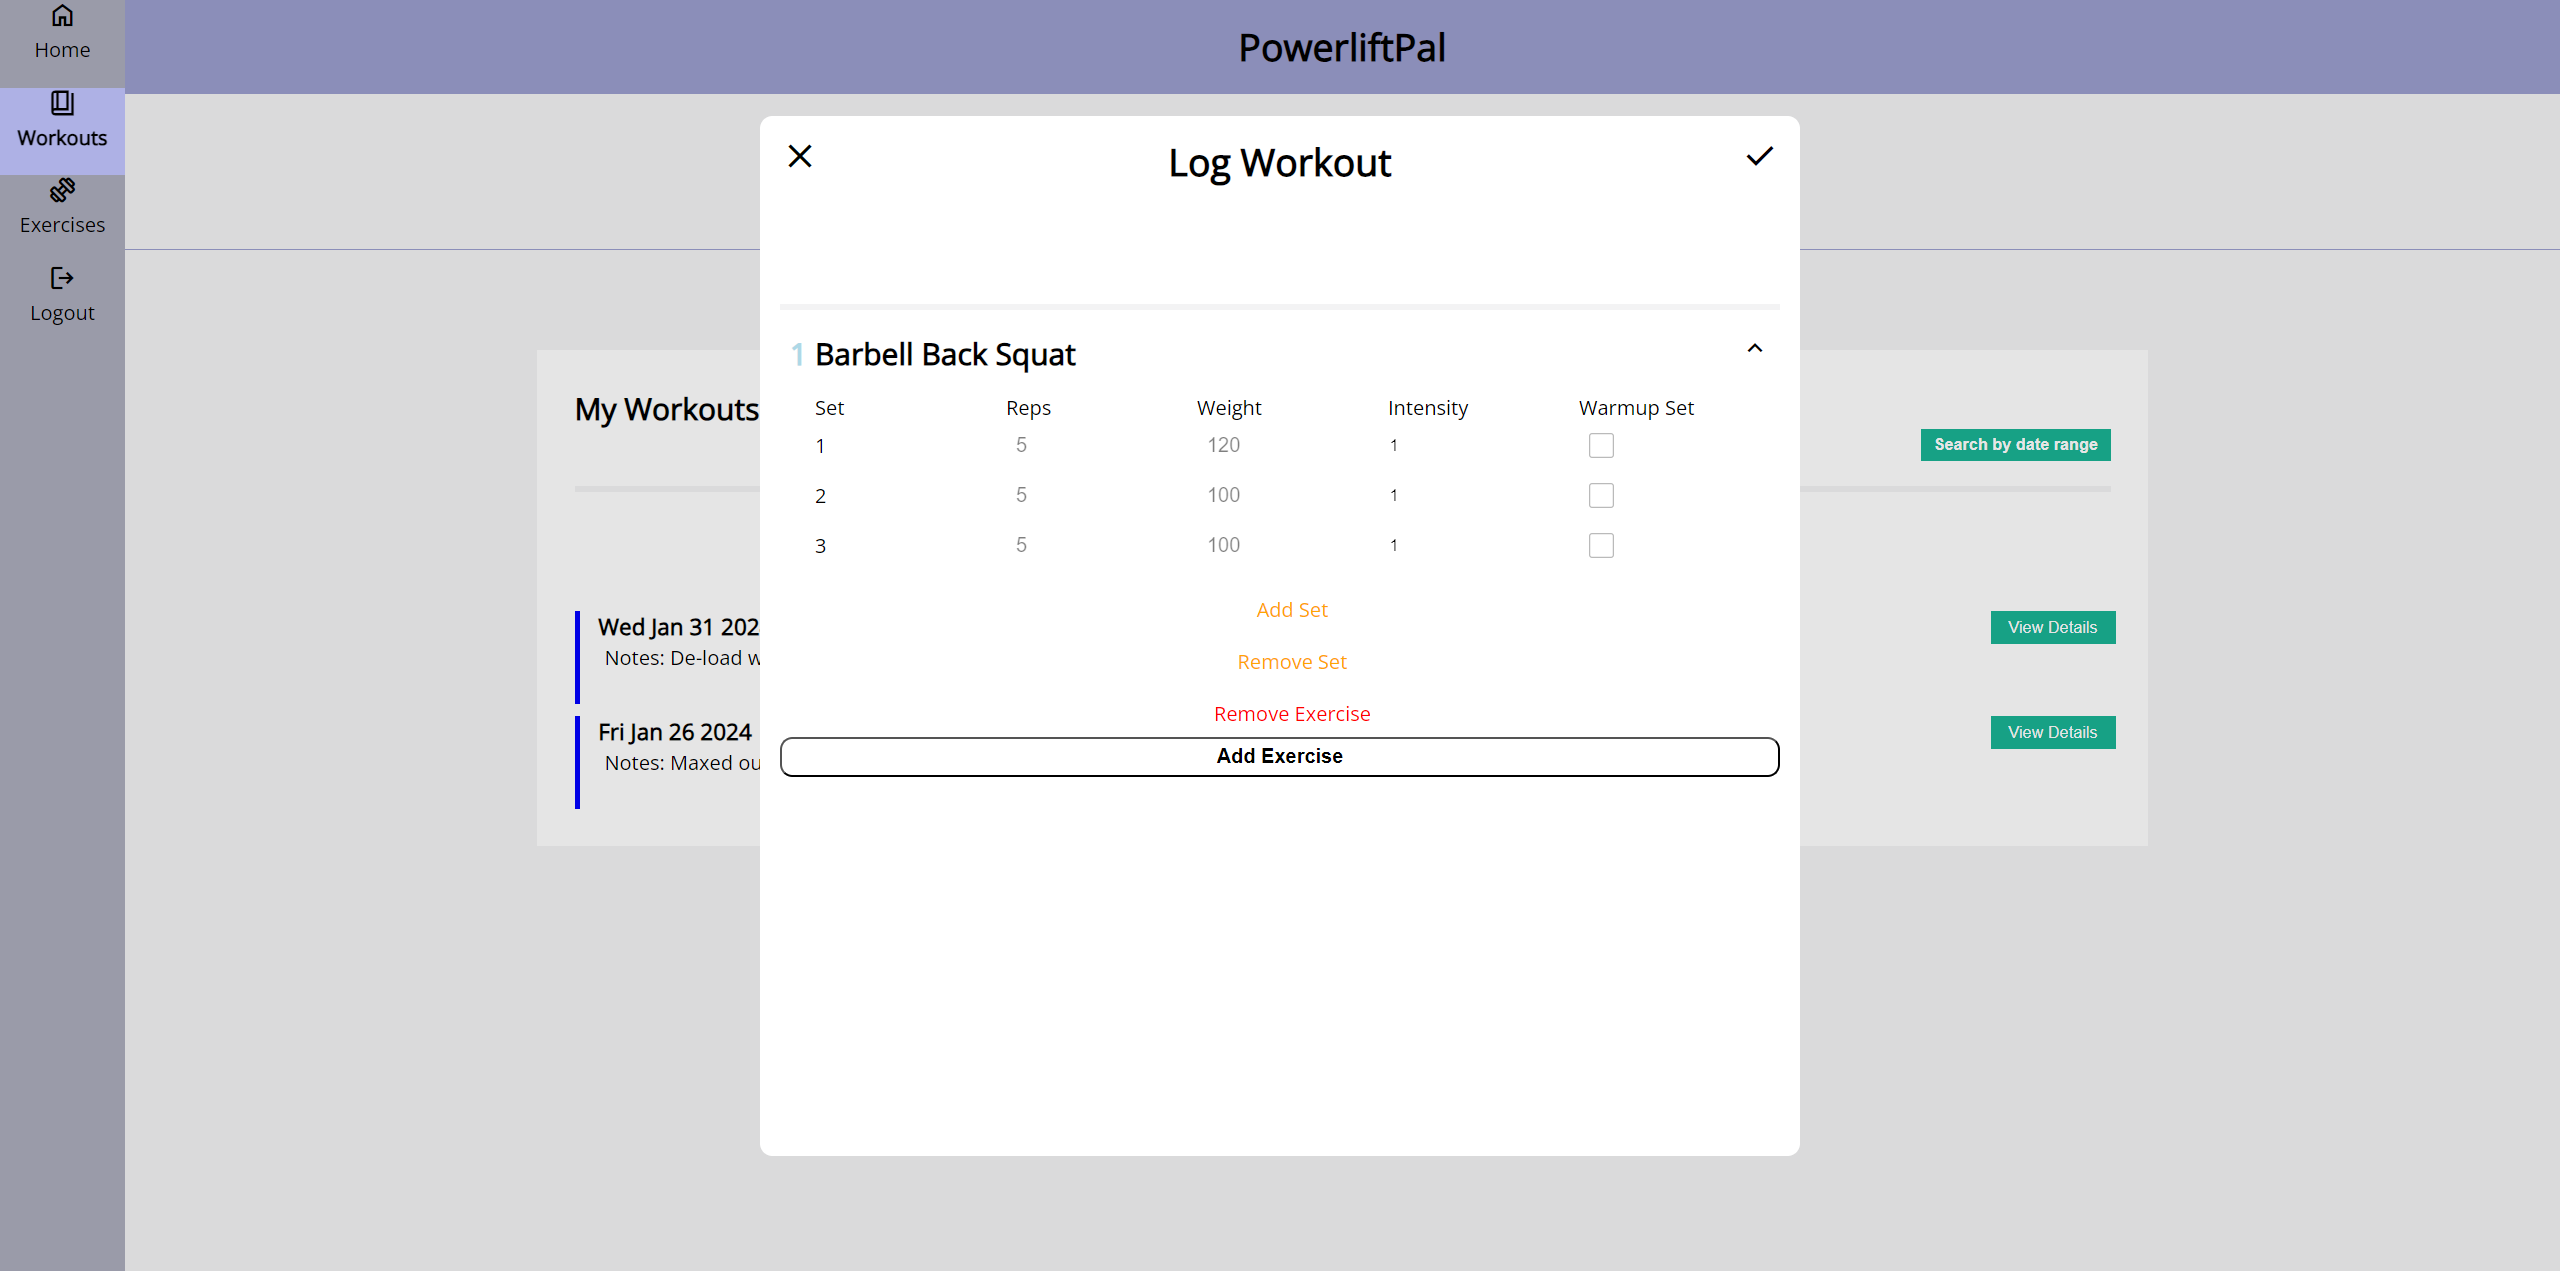 Home
Workouts
Exercises
Logout
PowerliftPal
Log Workout
1 Barbell Back Squat
Set Reps Weight Intensity Warmup Set
1 5 120 1
2 5 100 1
3 5 100 1
Add Set
Remove Set
Remove Exercise
Add Exercise
My Workouts
Search by date range
Wed Jan 31 202
Notes: De-load
View Details
Fri Jan 26 2024
Notes: Maxed
View Details